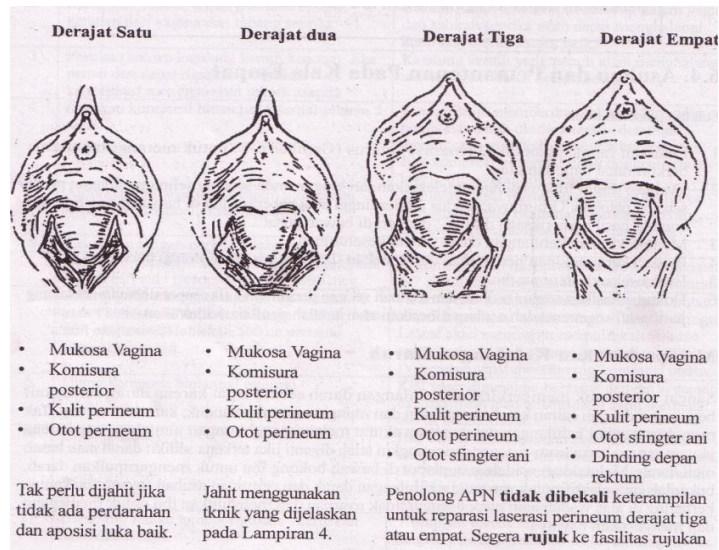 Derajat Satu
Derajat dua
Derajat Tiga
Derajat Empat
• Mukosa Vagina
• Komisura
posterior
• Kulit perineum
• Otot perineum
• Mukosa Vagina
• Komisura
posterior
• Kulit perineum
• Otot perineum
• Mukosa Vagina
• Komisura
posterior
• Kulit perineum
• Otot perineum
• Otot sfingter ani
• Mukosa Vagina
• Komisura
posterior
• Kulit perineum
• Otot sfingter ani
• Dinding depan
rektum
Tak perlu dijahit jika
tidak ada perdarahan
dan aposisi luka baik.
Jahit menggunakan
teknik yang dijelaskan
pada Lampiran 4.
Penolong APN tidak dibekali keterampilan
untuk reparasi laserasi perineum derajat tiga
atau empat. Segera rujuk ke fasilitas rujukan